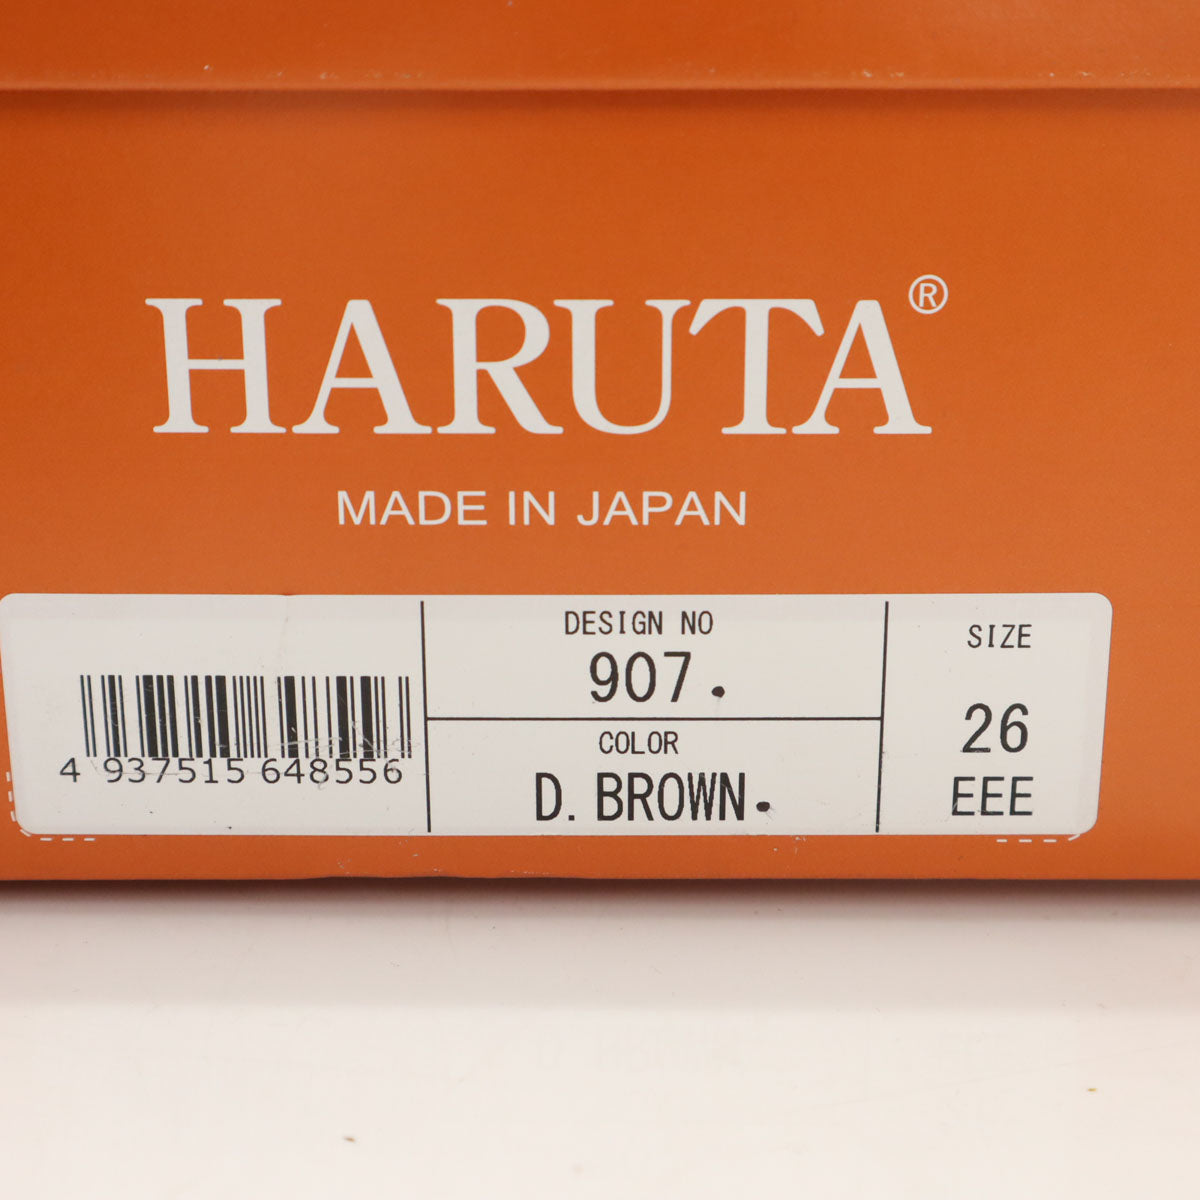 HARUTA®
MADE IN JAPAN
4 937515 648556
DESIGN NO
907.
COLOR
D. BROWN.
SIZE
26
EEE